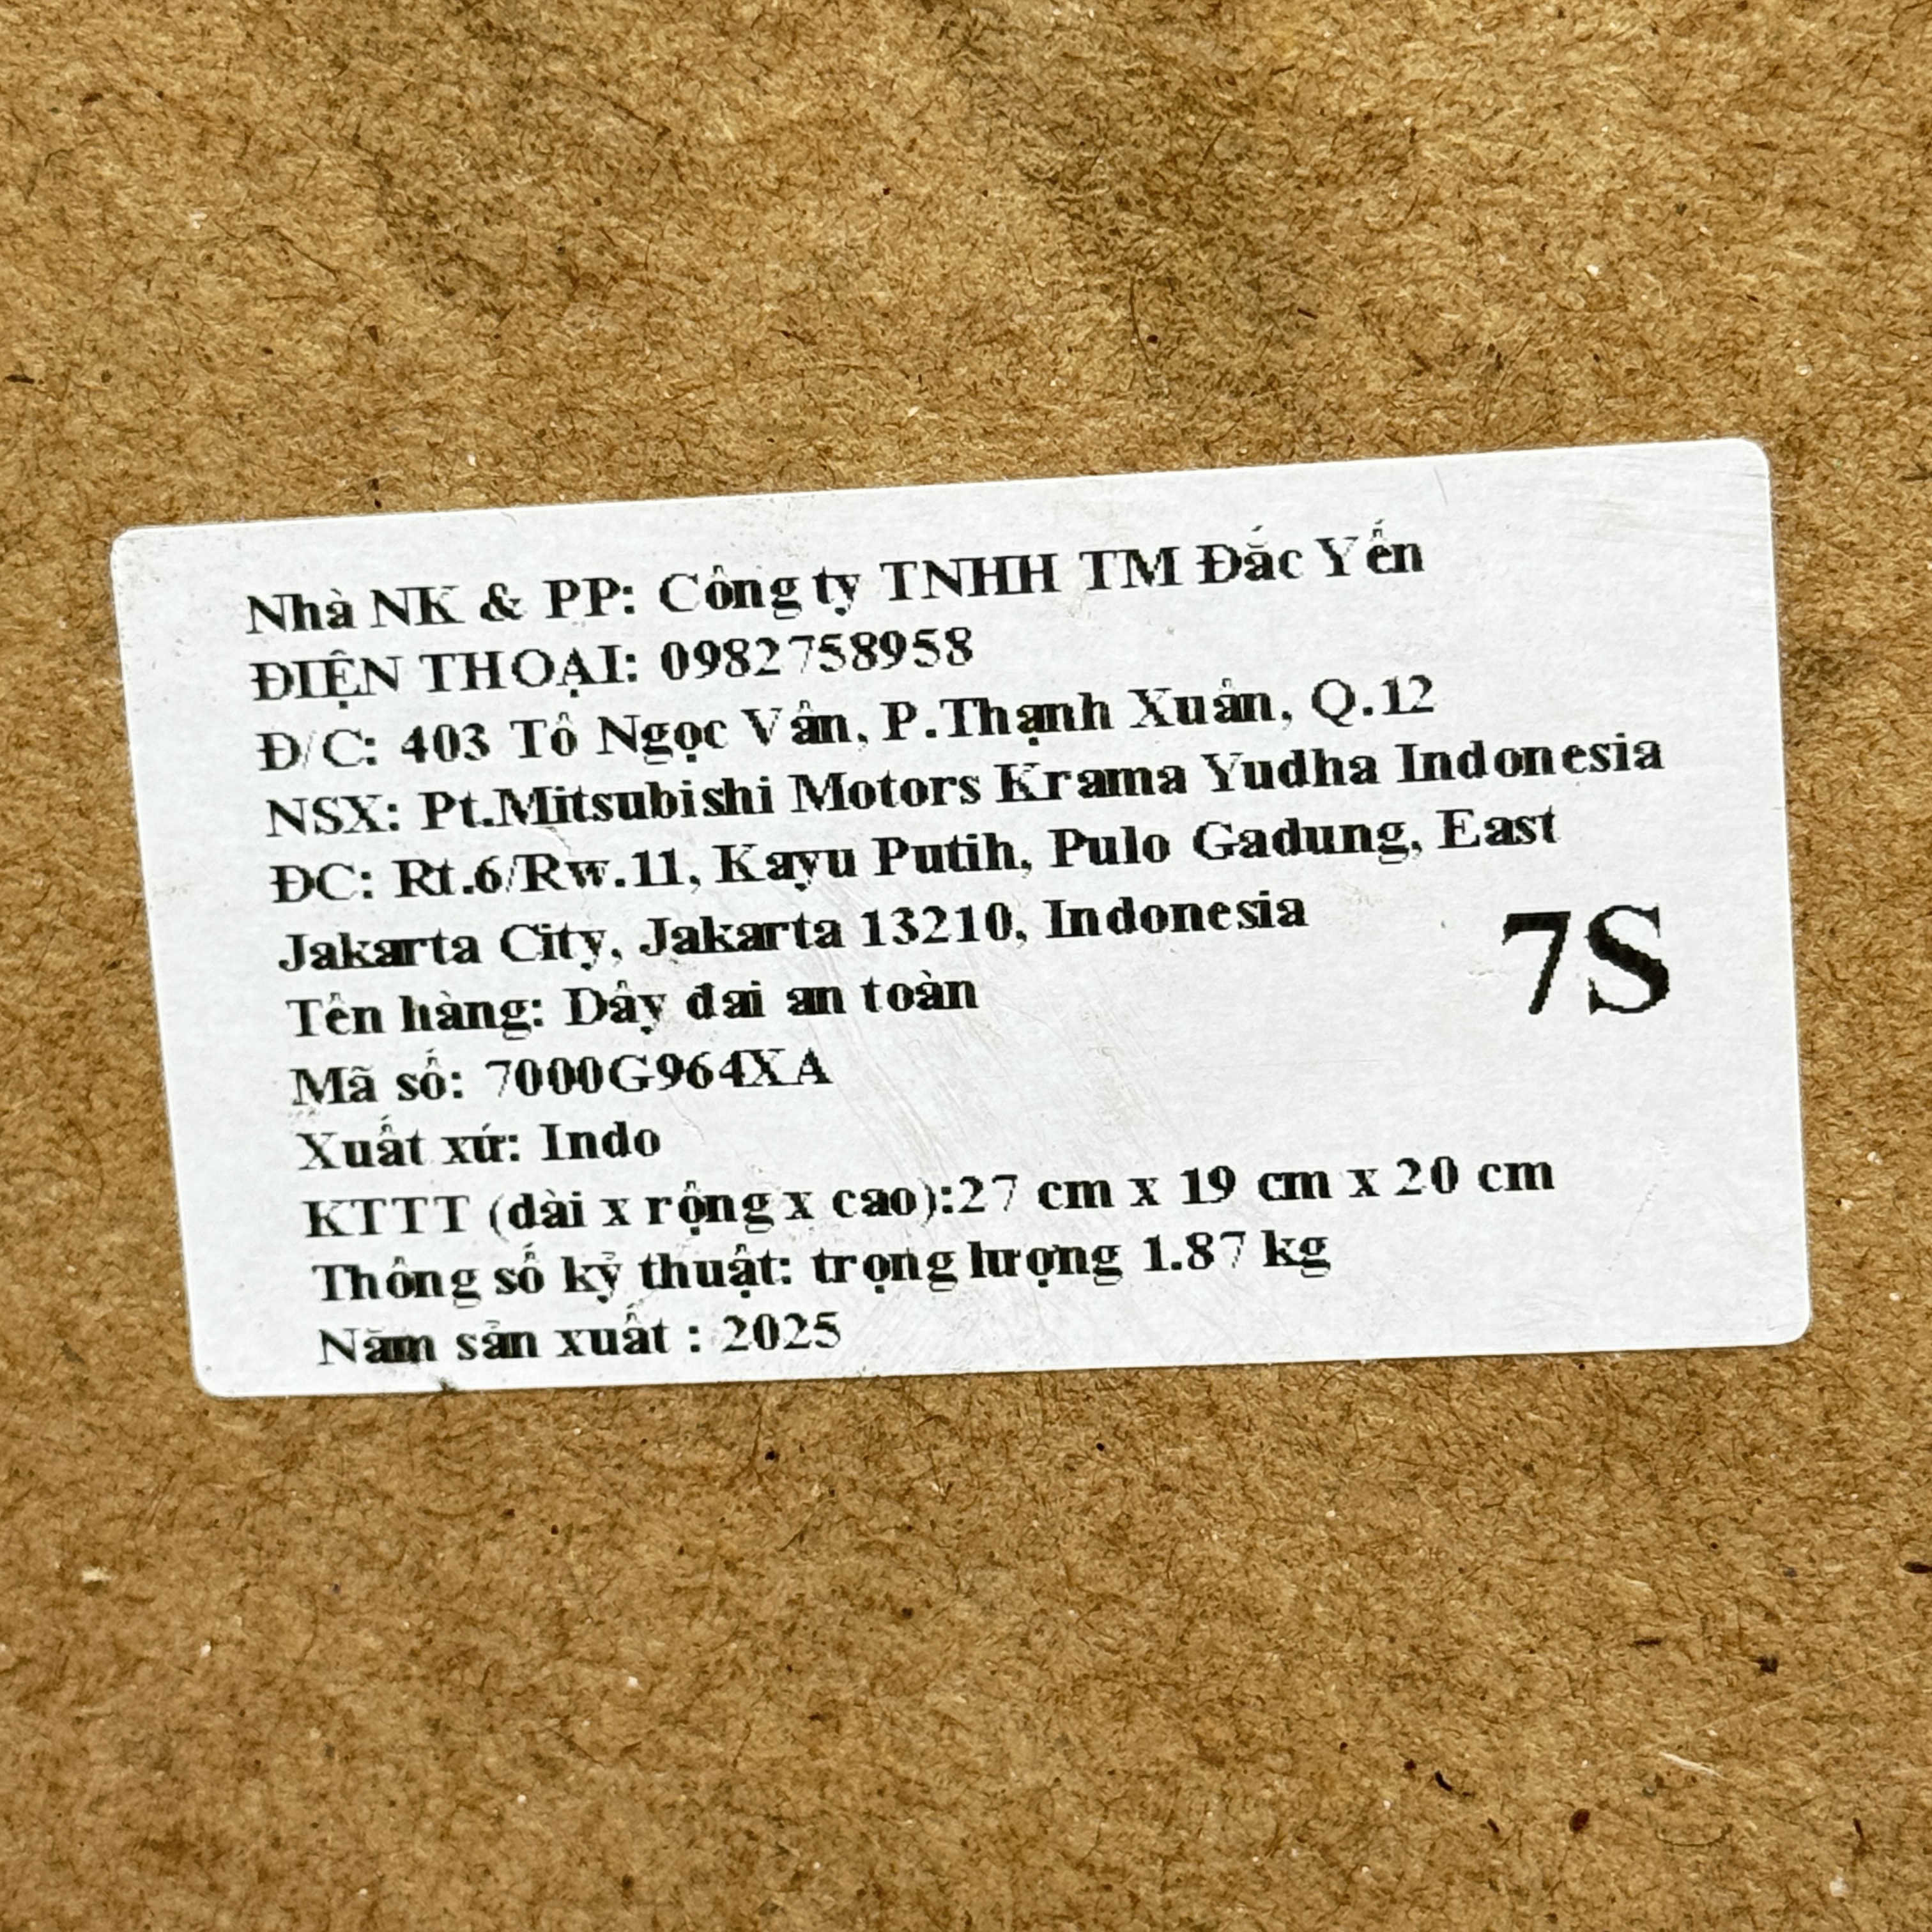 Nhà NK & PP: Công ty TNHH TM Đắc Yến
ĐIỆN THOẠI: 0982758958
Đ/C: 403 Tô Ngọc Vân, P.Thạnh Xuân, Q.12
NSX: Pt.Mitsubishi Motors Krama Yudha Indonesia
ĐC: Rt.6/Rw.11, Kayu Putih, Pulo Gadung, East
Jakarta City, Jakarta 13210, Indonesia
7S
Tên hàng: Dây đai an toàn
Mã số: 7000G964XA
Xuất xứ: Indo
KTTT (dài x rộng x cao):27 cm x 19 cm x 20 cm
Thông số kỹ thuật: trọng lượng 1.87 kg
Năm sản xuất : 2025